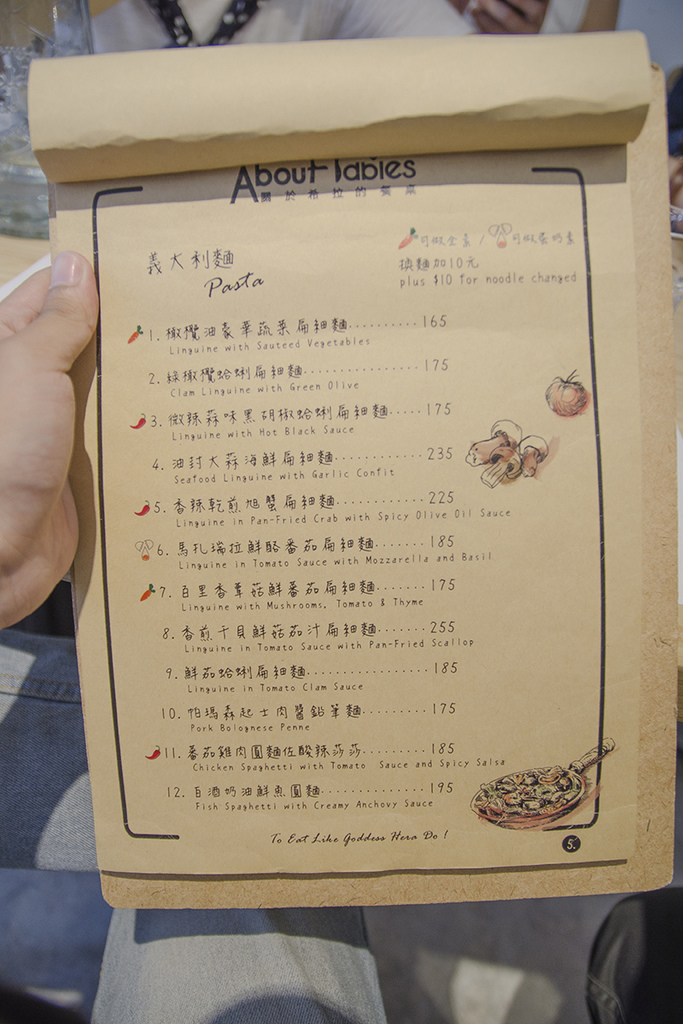 About Tables
關於希拉的餐桌
可做全素 / 可做蛋奶素
義大利麵
換麵加10元
Pasta
plus $10 for noodle changed
1. 橄欖油豪華蔬菜扁細麵..........165
Linguine with Sauteed Vegetables
2. 綠橄欖蛤蜊扁細麵................175
Clam Linguine with Green Olive
3. 微辣蒜味黑胡椒蛤蜊扁細麵.....175
Linguine with Hot Black Sauce
4. 油封大蒜海鮮扁細麵.............235
Seafood Linguine with Garlic Confit
5. 香辣乾煎旭蟹扁細麵............225
Linguine in Pan-Fried Crab with Spicy Olive Oil Sauce
6. 馬扎瑞拉鮮酪番茄扁細麵.......185
Linguine in Tomato Sauce with Mozzarella and Basil
7. 百里香蕈菇鮮番茄扁細麵.......175
Linguine with Mushrooms, Tomato & Thyme
8. 香煎干貝鮮菇茄汁扁細麵.......255
Linguine in Tomato Sauce with Pan-Fried Scallop
9. 鮮茄蛤蜊扁細麵.................185
Linguine in Tomato Clam Sauce
10. 帕瑪森起士肉醬鉛筆麵.........175
Pork Bolognese Penne
11. 番茄雞肉圓麵佐酸辣莎莎.........185
Chicken Spaghetti with Tomato Sauce and Spicy Salsa
12. 白酒奶油鮮魚圓麵.............195
Fish Spaghetti with Creamy Anchovy Sauce
To Eat Like Goddess Hera Do !
5.